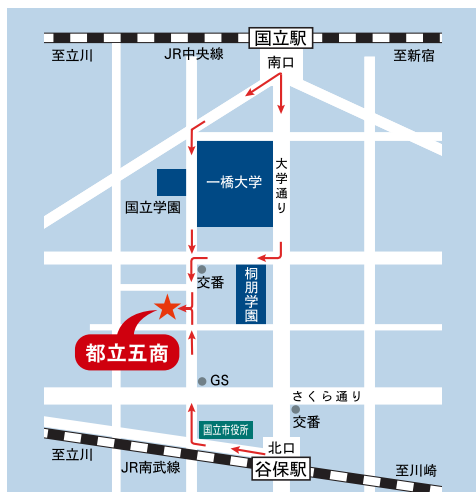 国立駅
至立川
JR中央線
南口
至新宿
一橋大学
大学通り
国立学園
交番
桐朋学園
都立五商
GS
さくら通り
交番
国立市役所
北口
谷保駅
至立川
JR南武線
至川崎